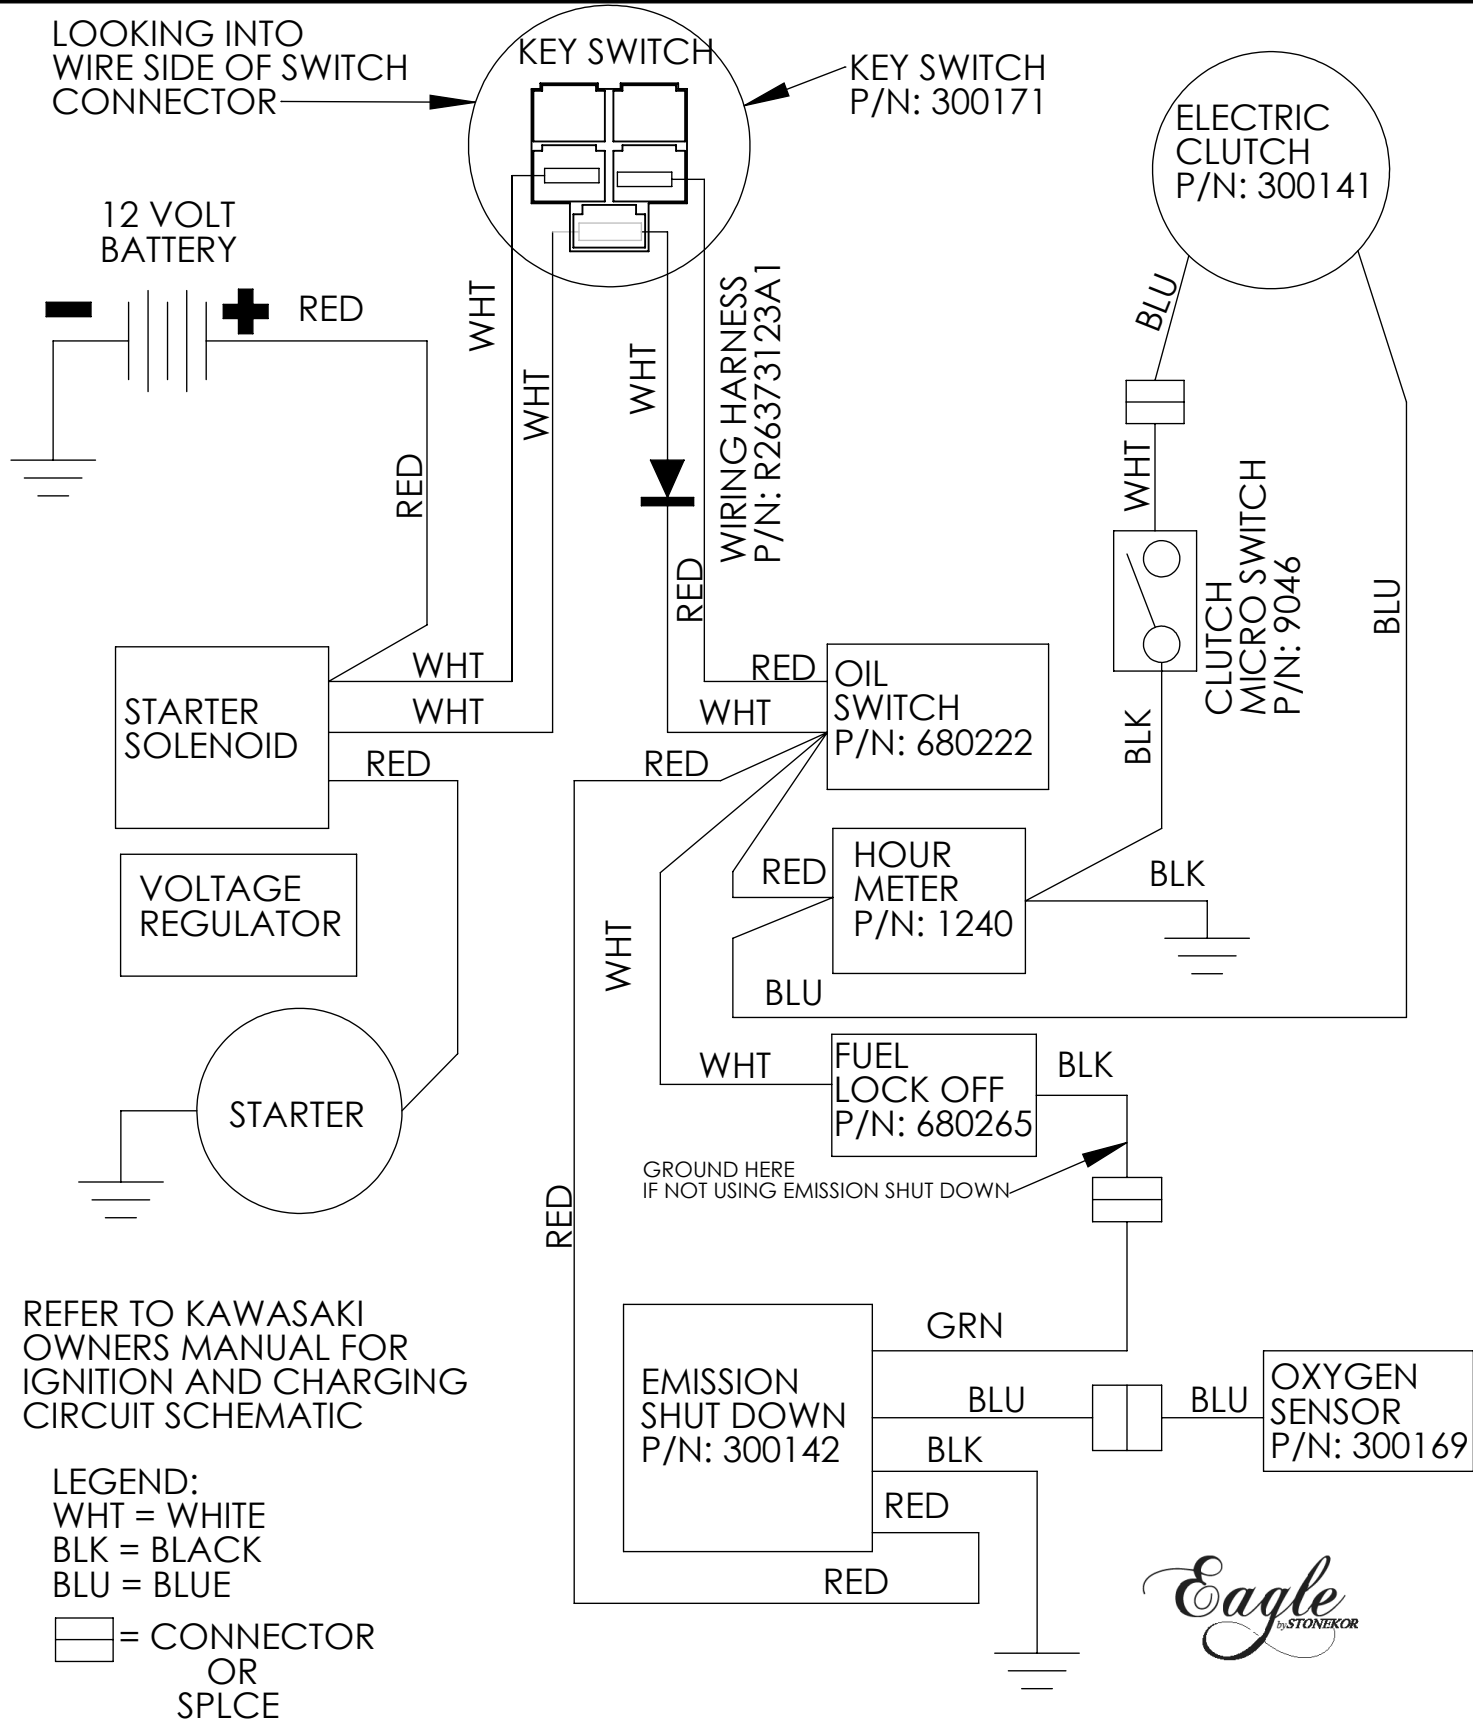 LOOKING INTO
WIRE SIDE OF SWITCH
CONNECTOR
KEY SWITCH
KEY SWITCH
P/N: 300171
ELECTRIC
CLUTCH
P/N: 300141
12 VOLT
BATTERY
RED
RED
WHT
WHT
WHT
RED
WIRING HARNESS
P/N: R26373123A1
BLU
WHT
CLUTCH
MICRO SWITCH
P/N: 9046
BLK
BLU
STARTER
SOLENOID
WHT
WHT
RED
RED
WHT
RED
OIL
SWITCH
P/N: 680222
VOLTAGE
REGULATOR
RED
HOUR
METER
P/N: 1240
BLK
WHT
BLU
STARTER
WHT
FUEL
LOCK OFF
P/N: 680265
BLK
GROUND HERE
IF NOT USING EMISSION SHUT DOWN
RED
REFER TO KAWASAKI
OWNERS MANUAL FOR
IGNITION AND CHARGING
CIRCUIT SCHEMATIC
EMISSION
SHUT DOWN
P/N: 300142
GRN
BLU
BLU
OXYGEN
SENSOR
P/N: 300169
BLK
RED
RED
LEGEND:
WHT = WHITE
BLK = BLACK
BLU = BLUE
= CONNECTOR
OR
SPLCE
Eagle
by STONEKOR